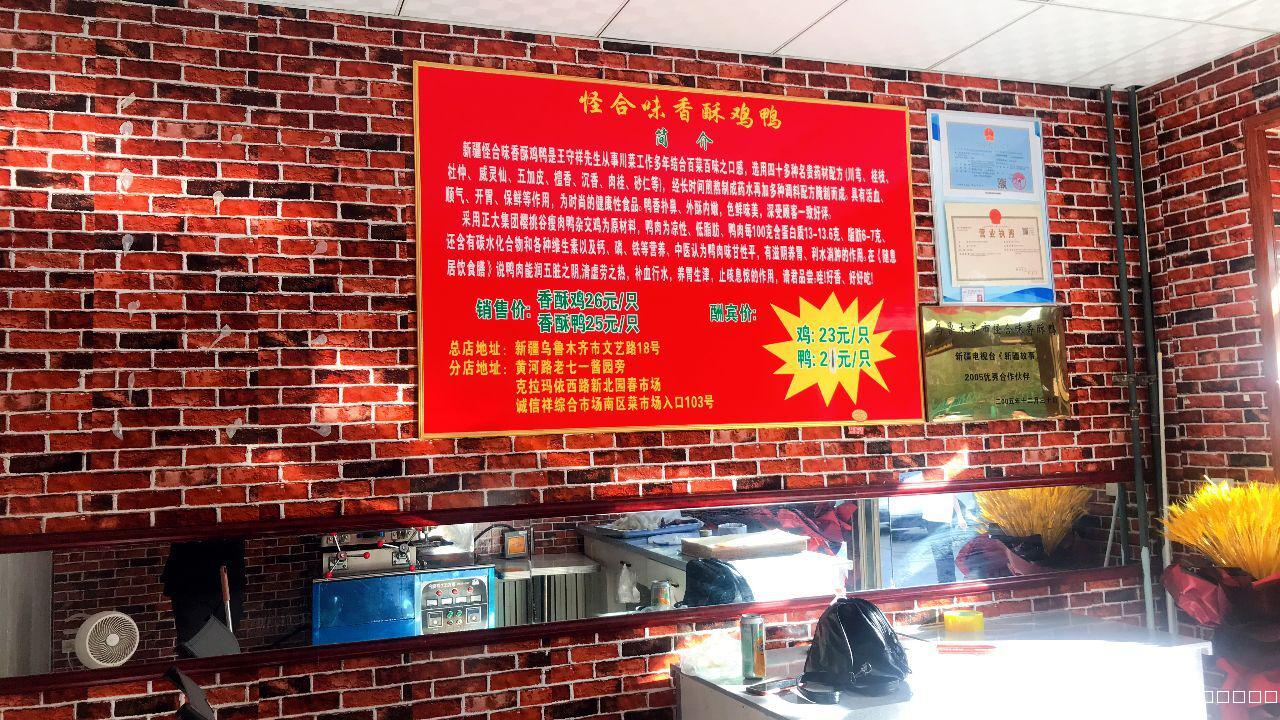 怪合味香酥鸡鸭
简 介
新疆怪合味香酥鸡鸭是王守祥先生从事川菜工作多年结合百菜百味之口感，选用四十多种名贵药材配方(川芎、桂枝、
杜仲、威灵仙、五加皮、檀香、沉香、肉桂、砂仁等)，经长时间煎熬制成药水再加多种调料配方腌制而成。具有活血、
顺气、开胃、保鲜等作用，为时尚的健康性食品。鸭香扑鼻、外酥内嫩，色鲜味美，深受顾客一致好评。
采用正大集团樱桃谷瘦肉鸭杂交鸡为原材料，鸭肉为凉性、低脂肪、鸭肉每100克含蛋白质13-13.6克、脂肪6-7克、
还含有碳水化合物和各种维生素以及钙、磷、铁等营养。中医认为鸭肉味甘性平，有滋阴养胃、利水消肿的作用。在《随息
居饮食膳》说鸭肉能润五脏之阴，清虚劳之热，补血行水，养胃生津，止咳息惊的作用，请君品尝。哇!好香、好好吃!
销售价: 香酥鸡26元/只
香酥鸭25元/只
酬宾价:
鸡: 23元/只
鸭: 2 元/只
总店地址: 新疆乌鲁木齐市文艺路18号
分店地址: 黄河路老七一酱园旁
克拉玛依西路新北园春市场
诚信祥综合市场南区菜市场入口103号
营业执照
新疆电视台《新疆故事》
2005优秀合作伙伴